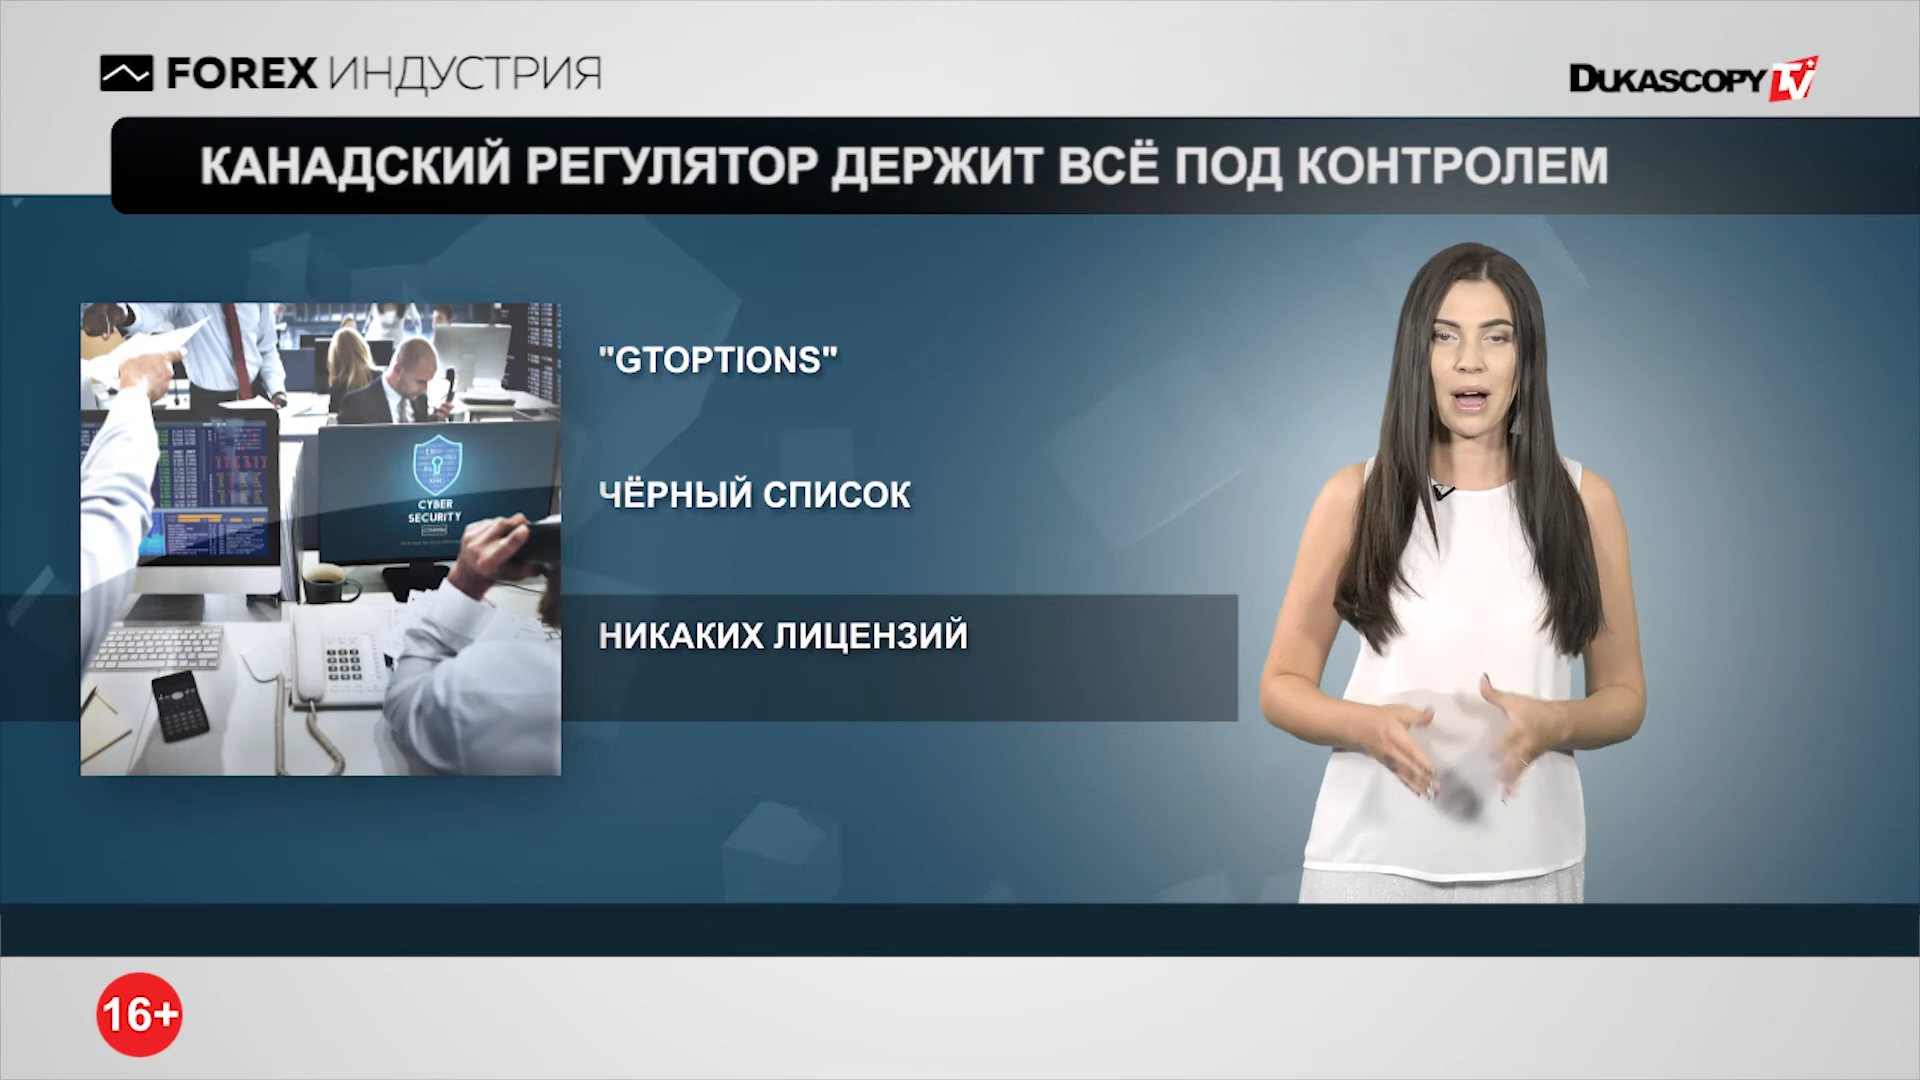 FOREX ИНДУСТРИЯ
DUKASCOPY TV
КАНАДСКИЙ РЕГУЛЯТОР ДЕРЖИТ ВСЁ ПОД КОНТРОЛЕМ
"GTOPTIONS"
ЧЁРНЫЙ СПИСОК
НИКАКИХ ЛИЦЕНЗИЙ
CYBER
SECURITY
16+